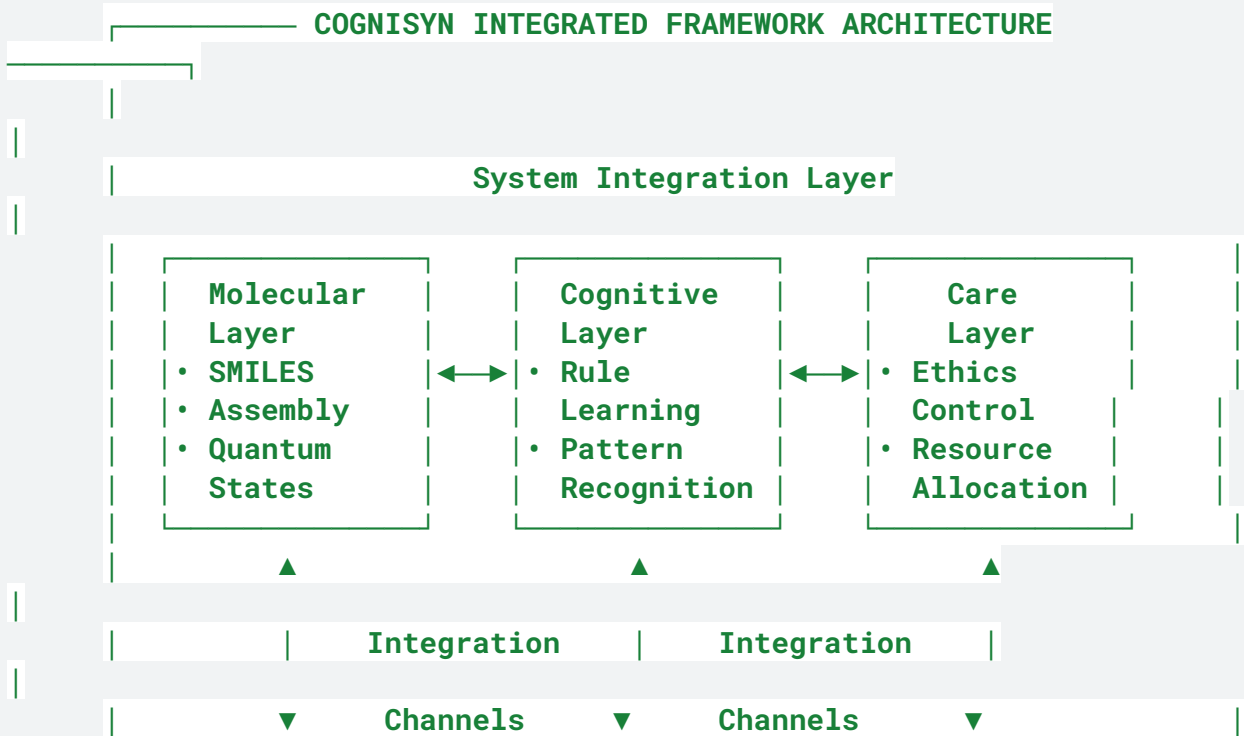 COGNISYN INTEGRATED FRAMEWORK ARCHITECTURE
System Integration Layer
Molecular Cognitive Care
Layer Layer Layer
• SMILES • Rule • Ethics
• Assembly Learning Control
• Quantum • Pattern • Resource
States Recognition Allocation
Integration Integration
Channels Channels